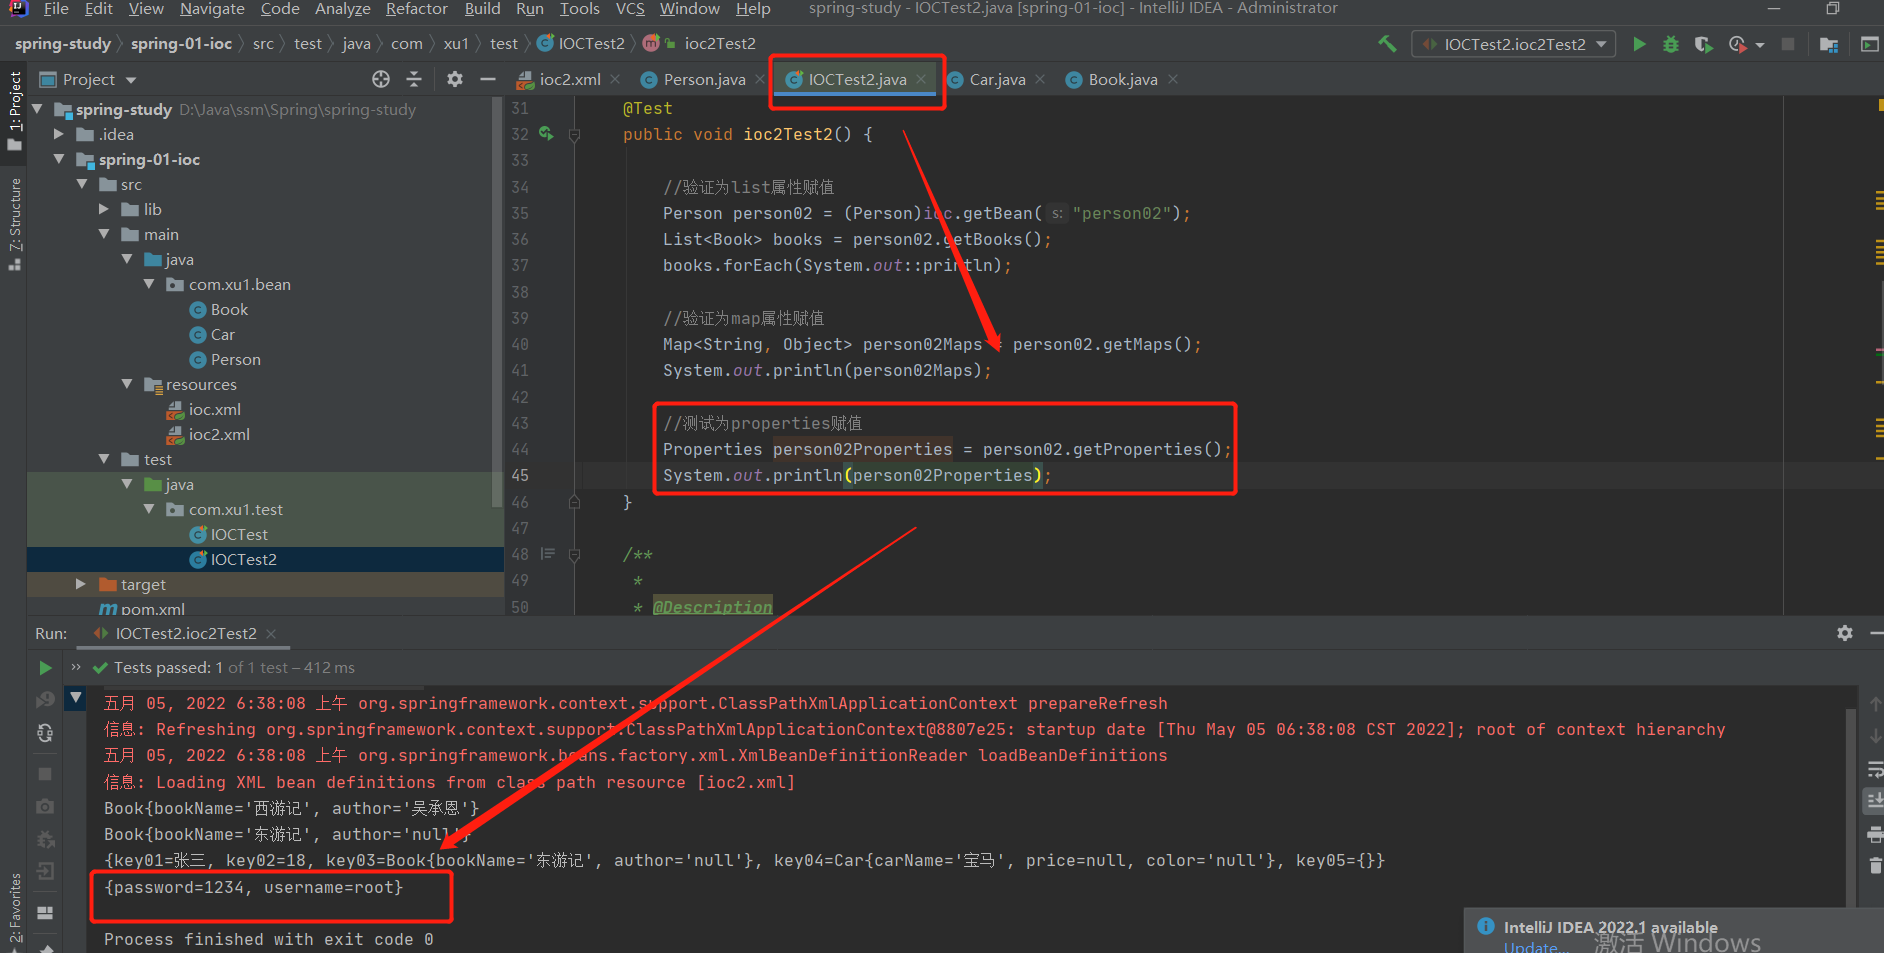 File Edit View Navigate Code Analyze Refactor Build Run Tools VCS Window Help spring-study - IOCTest2.java [spring-01-ioc] - IntelliJ IDEA - Administrator
spring-study spring-01-ioc src test java com xu1 test IOCTest2 ioc2Test2 IOCTest2.ioc2Test2
Project ioc2.xml Person.java IOCTest2.java Car.java Book.java
1: Project
7: Structure
2: Favorites
spring-study D:\Java\ssm\Spring\spring-study
.idea
spring-01-ioc
src
lib
main
java
com.xu1.bean
Book
Car
Person
resources
ioc.xml
ioc2.xml
test
java
com.xu1.test
IOCTest
IOCTest2
target
pom.xml
31 @Test
32 public void ioc2Test2() {
33
34 //验证为list属性赋值
35 Person person02 = (Person)ioc.getBean( s: "person02");
36 List<Book> books = person02.getBooks();
37 books.forEach(System.out::println);
38
39 //验证为map属性赋值
40 Map<String, Object> person02Maps = person02.getMaps();
41 System.out.println(person02Maps);
42
43 //测试为properties赋值
44 Properties person02Properties = person02.getProperties();
45 System.out.println(person02Properties);
46 }
47
48 /**
49 *
50 * @Description
Run: IOCTest2.ioc2Test2
Tests passed: 1 of 1 test – 412 ms
五月 05, 2022 6:38:08 上午 org.springframework.context.support.ClassPathXmlApplicationContext prepareRefresh
信息: Refreshing org.springframework.context.support.ClassPathXmlApplicationContext@8807e25: startup date [Thu May 05 06:38:08 CST 2022]; root of context hierarchy
五月 05, 2022 6:38:08 上午 org.springframework.beans.factory.xml.XmlBeanDefinitionReader loadBeanDefinitions
信息: Loading XML bean definitions from class path resource [ioc2.xml]
Book{bookName='西游记', author='吴承恩'}
Book{bookName='东游记', author='null'}
{key01=张三, key02=18, key03=Book{bookName='东游记', author='null'}, key04=Car{carName='宝马', price=null, color='null'}, key05={}}
{password=1234, username=root}
Process finished with exit code 0
IntelliJ IDEA 2022.1 available
Update...
激活 Windows